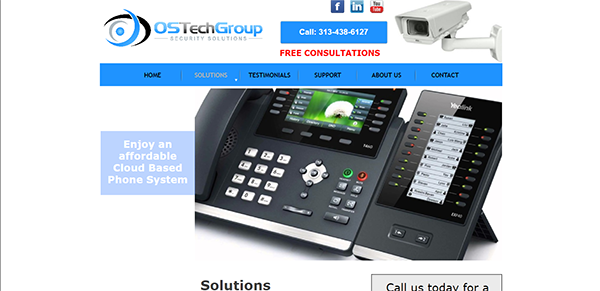 OSTechGroup
SECURITY SOLUTIONS
f in You Tube
Call: 313-438-6127
FREE CONSULTATIONS
HOME SOLUTIONS TESTIMONIALS SUPPORT ABOUT US CONTACT
Yealink
Enjoy an
affordable
Cloud Based
Phone System
Solutions
Call us today for a